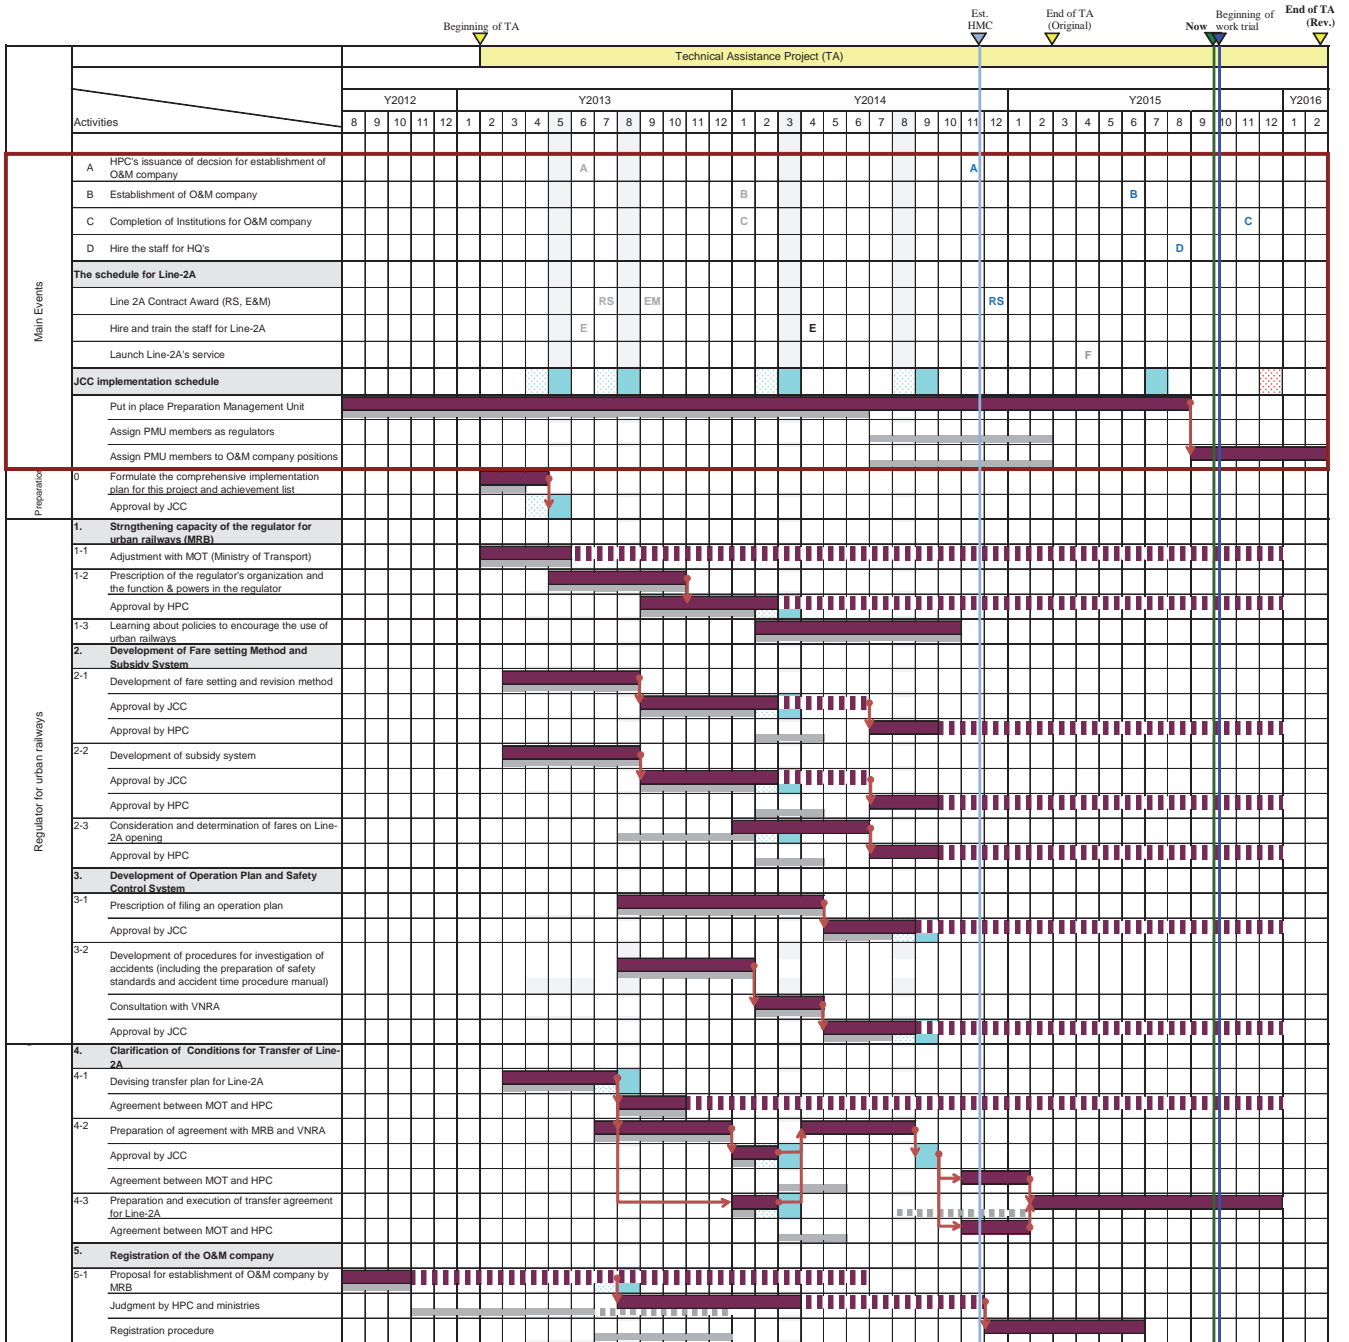 Beginning of TA
Est.
HMC
End of TA
(Original)
Now
Beginning of
work trial
End of TA
(Rev.)
Technical Assistance Project (TA)
Activities
Y2012 Y2013 Y2014 Y2015 Y2016
8 9 10 11 12 1 2 3 4 5 6 7 8 9 10 11 12 1 2 3 4 5 6 7 8 9 10 11 12 1 2 3 4 5 6 7 8 9 10 11 12 1 2
Main Events
A HPC's issuance of decsion for establishment of
O&M company
A A
B Establishment of O&M company B B
C Completion of Institutions for O&M company C C
D Hire the staff for HQ's D
The schedule for Line-2A
Line 2A Contract Award (RS, E&M) RS EM RS
Hire and train the staff for Line-2A E E
Launch Line-2A's service F
JCC implementation schedule
Put in place Preparation Management Unit
Assign PMU members as regulators
Assign PMU members to O&M company positions
Preparation
0 Formulate the comprehensive implementation
plan for this project and achievement list
Approval by JCC
Regulator for urban railways
1. Strngthening capacity of the regulator for
urban railways (MRB)
1-1 Adjustment with MOT (Ministry of Transport)
1-2 Prescription of the regulator's organization and
the function & powers in the regulator
Approval by HPC
1-3 Learning about policies to encourage the use of
urban railways
2. Development of Fare setting Method and
Subsidy System
2-1 Development of fare setting and revision method
Approval by JCC
Approval by HPC
2-2 Development of subsidy system
Approval by JCC
Approval by HPC
2-3 Consideration and determination of fares on Line-
2A opening
Approval by HPC
3. Development of Operation Plan and Safety
Control System
3-1 Prescription of filing an operation plan
Approval by JCC
3-2 Development of procedures for investigation of
accidents (including the preparation of safety
standards and accident time procedure manual)
Consultation with VNRA
Approval by JCC
4. Clarification of Conditions for Transfer of Line-
2A
4-1 Devising transfer plan for Line-2A
Agreement between MOT and HPC
4-2 Preparation of agreement with MRB and VNRA
Approval by JCC
Agreement between MOT and HPC
4-3 Preparation and execution of transfer agreement
for Line-2A
Agreement between MOT and HPC
5. Registration of the O&M company
5-1 Proposal for establishment of O&M company by
MRB
Judgment by HPC and ministries
Registration procedure